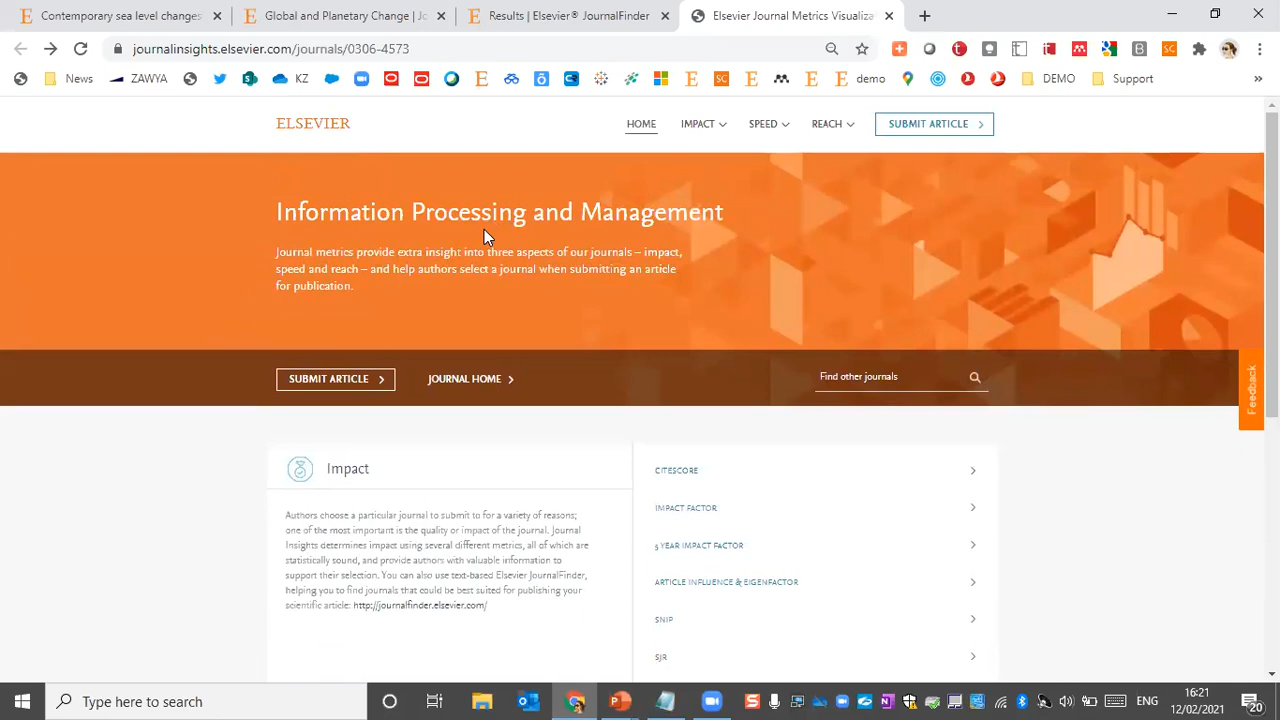 Contemporary sea level changes
Global and Planetary Change | Jo
Results | Elsevier® JournalFinder
Elsevier Journal Metrics Visualiza
journalinsights.elsevier.com/journals/0306-4573
News
ZAWYA
KZ
demo
DEMO
Support
ELSEVIER
HOME
IMPACT
SPEED
REACH
SUBMIT ARTICLE
Information Processing and Management
Journal metrics provide extra insight into three aspects of our journals – impact,
speed and reach – and help authors select a journal when submitting an article
for publication.
SUBMIT ARTICLE
JOURNAL HOME
Find other journals
Feedback
Impact
Authors choose a particular journal to submit to for a variety of reasons;
one of the most important is the quality or impact of the journal. Journal
Insights determines impact using several different metrics, all of which are
statistically sound, and provide authors with valuable information to
support their selection. You can also use text-based Elsevier JournalFinder,
helping you to find journals that could be best suited for publishing your
scientific article: http://journalfinder.elsevier.com/
CITESCORE
IMPACT FACTOR
5 YEAR IMPACT FACTOR
ARTICLE INFLUENCE & EIGENFACTOR
SNIP
SJR
Type here to search
ENG
16:21
12/02/2021
20